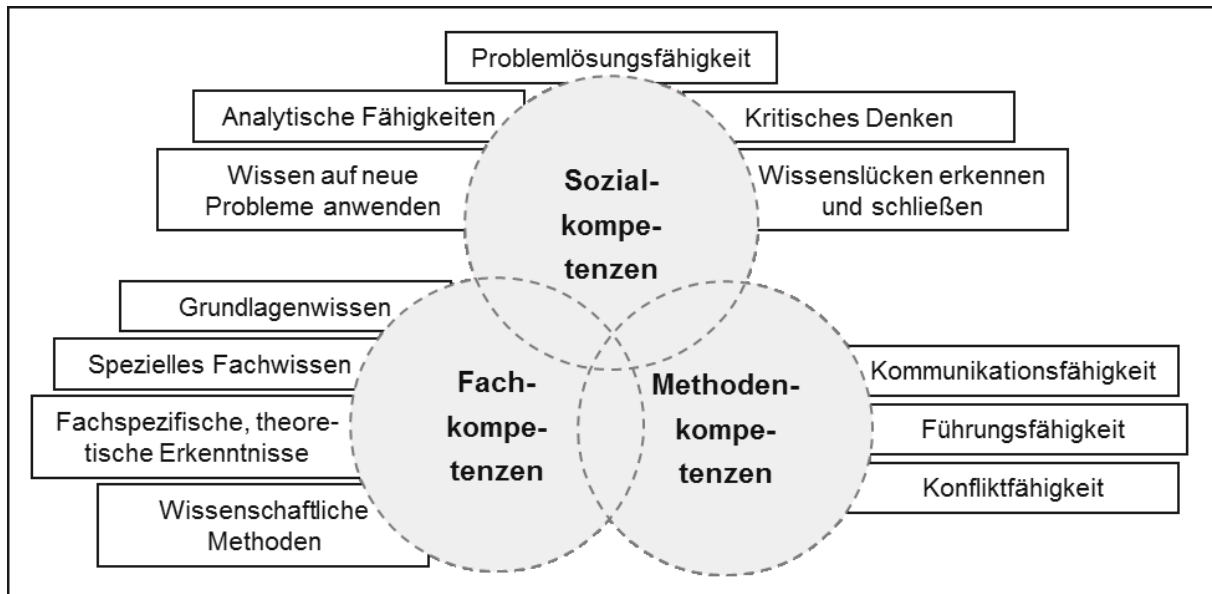 Problemlösungsfähigkeit
Analytische Fähigkeiten
Kritisches Denken
Wissen auf neue
Probleme anwenden
Wissenslücken erkennen
und schließen
Sozial-
kompe-
tenzen
Grundlagenwissen
Spezielles Fachwissen
Fachspezifische, theore-
tische Erkenntnisse
Wissenschaftliche
Methoden
Fach-
kompe-
tenzen
Methoden-
kompe-
tenzen
Kommunikationsfähigkeit
Führungsfähigkeit
Konfliktfähigkeit